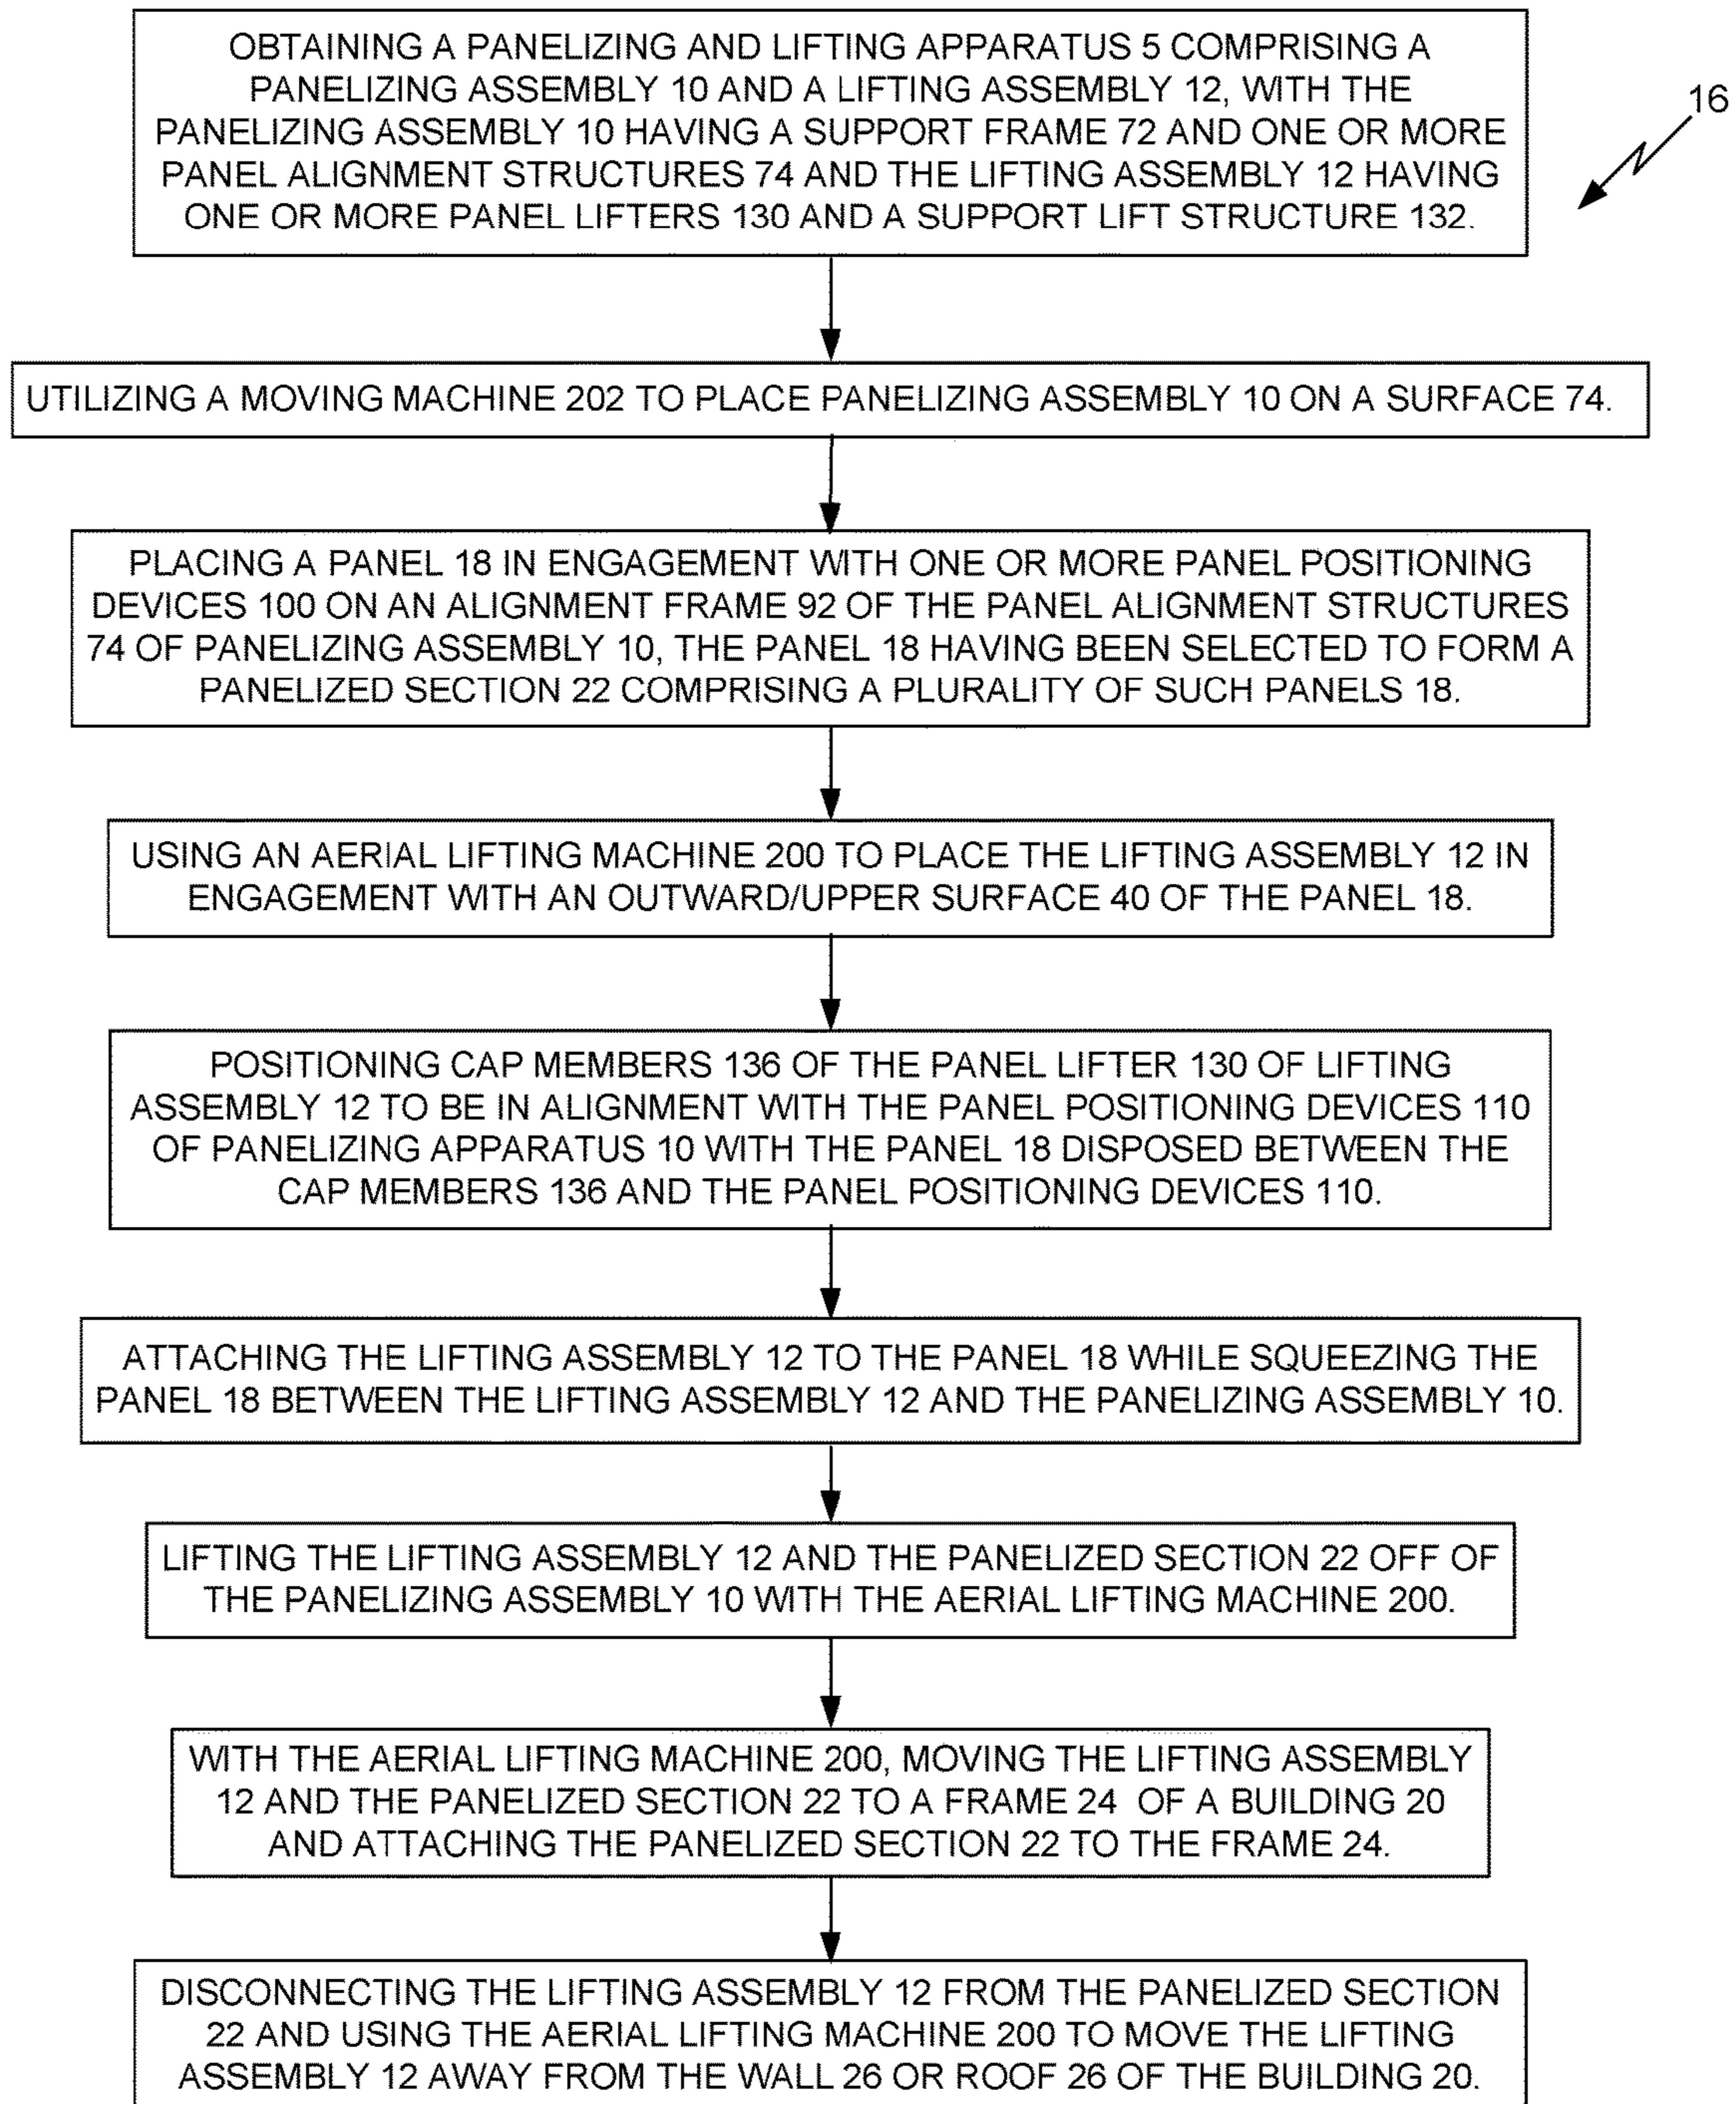 OBTAINING A PANELIZING AND LIFTING APPARATUS 5 COMPRISING A
PANELIZING ASSEMBLY 10 AND A LIFTING ASSEMBLY 12, WITH THE
PANELIZING ASSEMBLY 10 HAVING A SUPPORT FRAME 72 AND ONE OR MORE
PANEL ALIGNMENT STRUCTURES 74 AND THE LIFTING ASSEMBLY 12 HAVING
ONE OR MORE PANEL LIFTERS 130 AND A SUPPORT LIFT STRUCTURE 132.
16
UTILIZING A MOVING MACHINE 202 TO PLACE PANELIZING ASSEMBLY 10 ON A SURFACE 74.
PLACING A PANEL 18 IN ENGAGEMENT WITH ONE OR MORE PANEL POSITIONING
DEVICES 100 ON AN ALIGNMENT FRAME 92 OF THE PANEL ALIGNMENT STRUCTURES
74 OF PANELIZING ASSEMBLY 10, THE PANEL 18 HAVING BEEN SELECTED TO FORM A
PANELIZED SECTION 22 COMPRISING A PLURALITY OF SUCH PANELS 18.
USING AN AERIAL LIFTING MACHINE 200 TO PLACE THE LIFTING ASSEMBLY 12 IN
ENGAGEMENT WITH AN OUTWARD/UPPER SURFACE 40 OF THE PANEL 18.
POSITIONING CAP MEMBERS 136 OF THE PANEL LIFTER 130 OF LIFTING
ASSEMBLY 12 TO BE IN ALIGNMENT WITH THE PANEL POSITIONING DEVICES 110
OF PANELIZING APPARATUS 10 WITH THE PANEL 18 DISPOSED BETWEEN THE
CAP MEMBERS 136 AND THE PANEL POSITIONING DEVICES 110.
ATTACHING THE LIFTING ASSEMBLY 12 TO THE PANEL 18 WHILE SQUEEZING THE
PANEL 18 BETWEEN THE LIFTING ASSEMBLY 12 AND THE PANELIZING ASSEMBLY 10.
LIFTING THE LIFTING ASSEMBLY 12 AND THE PANELIZED SECTION 22 OFF OF
THE PANELIZING ASSEMBLY 10 WITH THE AERIAL LIFTING MACHINE 200.
WITH THE AERIAL LIFTING MACHINE 200, MOVING THE LIFTING ASSEMBLY
12 AND THE PANELIZED SECTION 22 TO A FRAME 24 OF A BUILDING 20
AND ATTACHING THE PANELIZED SECTION 22 TO THE FRAME 24.
DISCONNECTING THE LIFTING ASSEMBLY 12 FROM THE PANELIZED SECTION
22 AND USING THE AERIAL LIFTING MACHINE 200 TO MOVE THE LIFTING
ASSEMBLY 12 AWAY FROM THE WALL 26 OR ROOF 26 OF THE BUILDING 20.